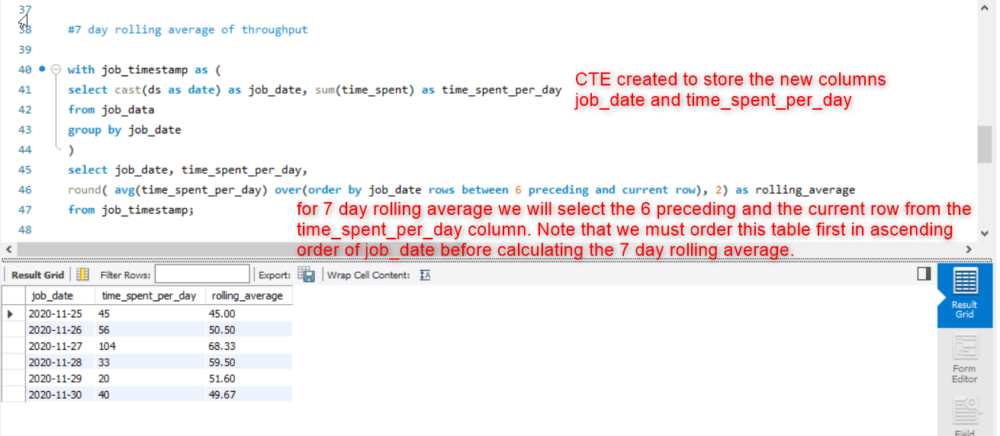 37
38 #7 day rolling average of throughput
39
40 with job_timestamp as (
41 select cast(ds as date) as job_date, sum(time_spent) as time_spent_per_day
CTE created to store the new columns
job_date and time_spent_per_day
42 from job_data
43 group by job_date
44 )
45 select job_date, time_spent_per_day,
46 round( avg(time_spent_per_day) over(order by job_date rows between 6 preceding and current row), 2) as rolling_average
47 from job_timestamp;
48
for 7 day rolling average we will select the 6 preceding and the current row from the
time_spent_per_day column. Note that we must order this table first in ascending
order of job_date before calculating the 7 day rolling average.
Result Grid Filter Rows: Export: Wrap Cell Content:
job_date time_spent_per_day rolling_average
2020-11-25 45 45.00
2020-11-26 56 50.50
2020-11-27 104 68.33
2020-11-28 33 59.50
2020-11-29 20 51.60
2020-11-30 40 49.67
Result
Grid
Form
Editor
Field